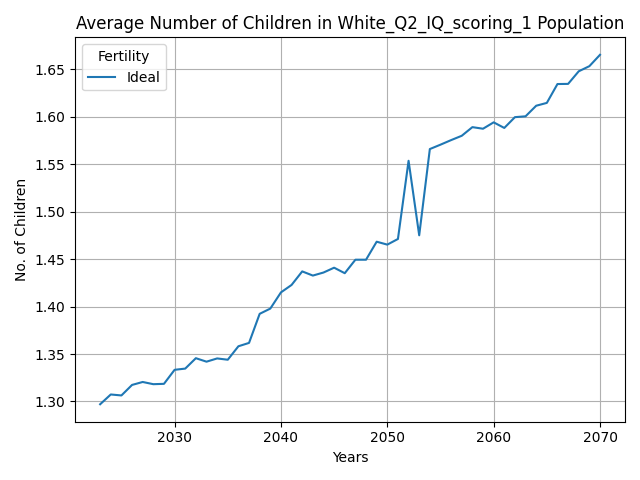 Average Number of Children in White_Q2_IQ_scoring_1 Population
Fertility
Ideal
No. of Children
1.65
1.60
1.55
1.50
1.45
1.40
1.35
1.30
2030 2040 2050 2060 2070
Years